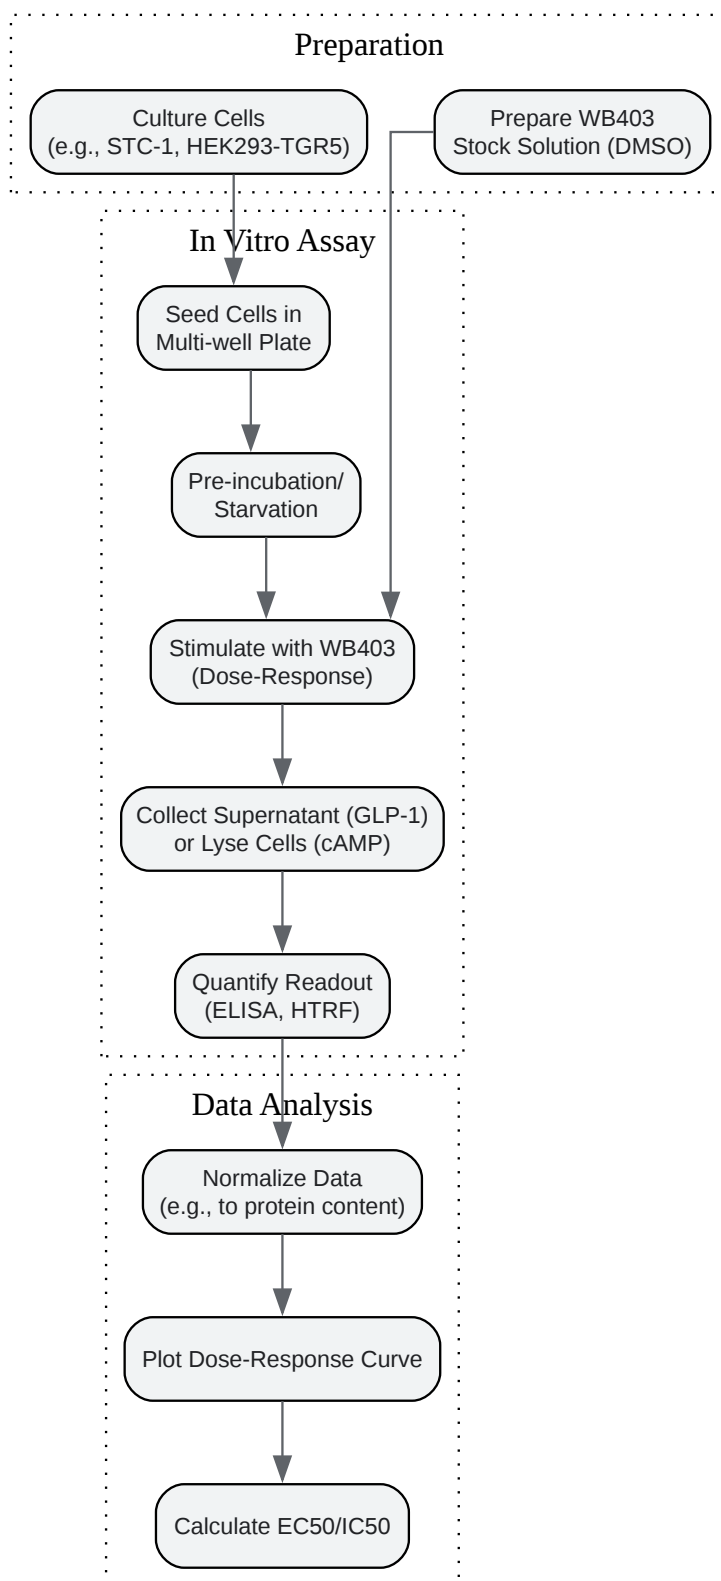 Preparation
Culture Cells
(e.g., STC-1, HEK293-TGR5)
Prepare WB403
Stock Solution (DMSO)
In Vitro Assay
Seed Cells in
Multi-well Plate
Pre-incubation/
Starvation
Stimulate with WB403
(Dose-Response)
Collect Supernatant (GLP-1)
or Lyse Cells (cAMP)
Quantify Readout
(ELISA, HTRF)
Data Analysis
Normalize Data
(e.g., to protein content)
Plot Dose-Response Curve
Calculate EC50/IC50